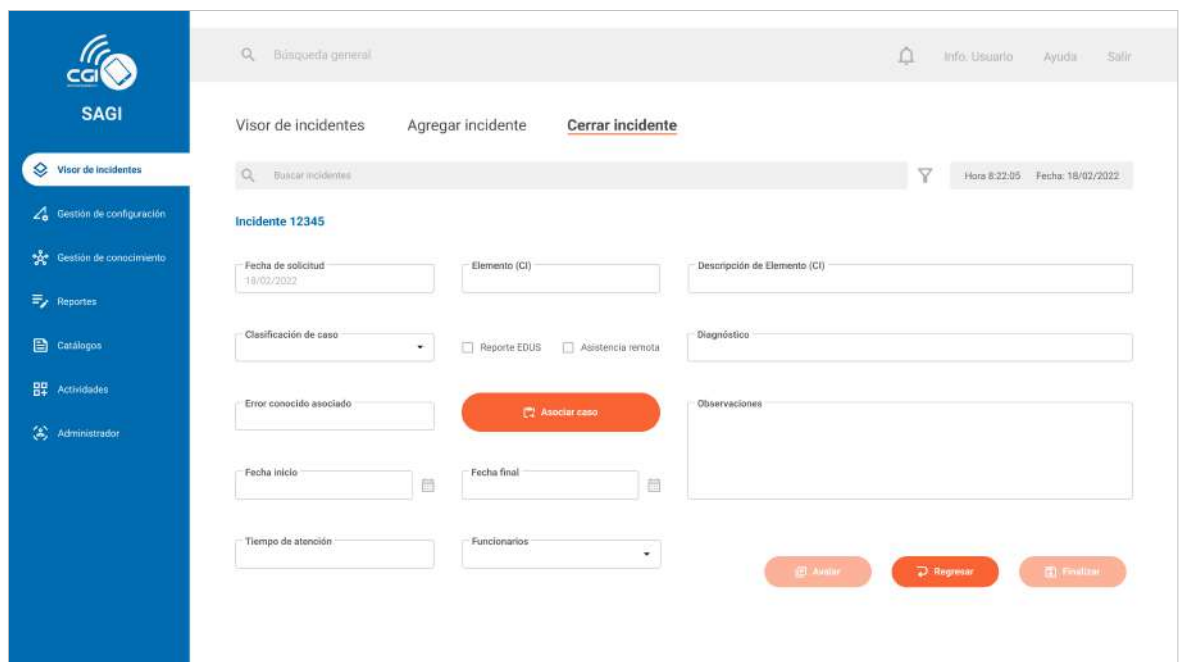 CGI
SAGI
Visor de incidentes
Gestión de configuración
Gestión de conocimiento
Reportes
Catálogos
Actividades
Administrador
Búsqueda general
Info. Usuario Ayuda Salir
Visor de incidentes Agregar incidente Cerrar incidente
Buscar incidentes
Hora 8:22:05 Fecha: 18/02/2022
Incidente 12345
Fecha de solicitud Elemento (CI) Descripción de Elemento (CI)
18/02/2022
Clasificación de caso Diagnóstico
Reporte EDUS Asistencia remota
Error conocido asociado Observaciones
Asociar caso
Fecha inicio Fecha final
Tiempo de atención Funcionarios
Avalar Regresar Finalizar